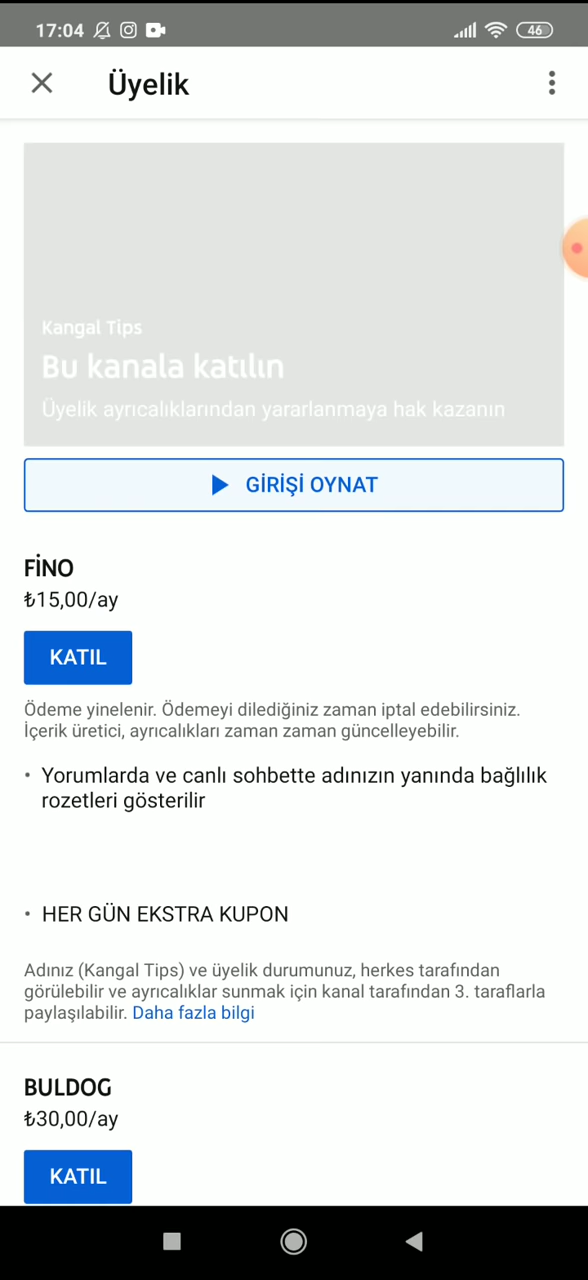 17:04
46
Üyelik
Kangal Tips
Bu kanala katılın
Üyelik ayrıcalıklarından yararlanmaya hak kazanın
GİRİŞİ OYNAT
FİNO
₺15,00/ay
KATIL
Ödeme yinelenir. Ödemeyi dilediğiniz zaman iptal edebilirsiniz.
İçerik üretici, ayrıcalıkları zaman zaman güncelleyebilir.
• Yorumlarda ve canlı sohbette adınızın yanında bağlılık
rozetleri gösterilir
• HER GÜN EKSTRA KUPON
Adınız (Kangal Tips) ve üyelik durumunuz, herkes tarafından
görülebilir ve ayrıcalıklar sunmak için kanal tarafından 3. taraflarla
paylaşılabilir. Daha fazla bilgi
BULDOG
₺30,00/ay
KATIL